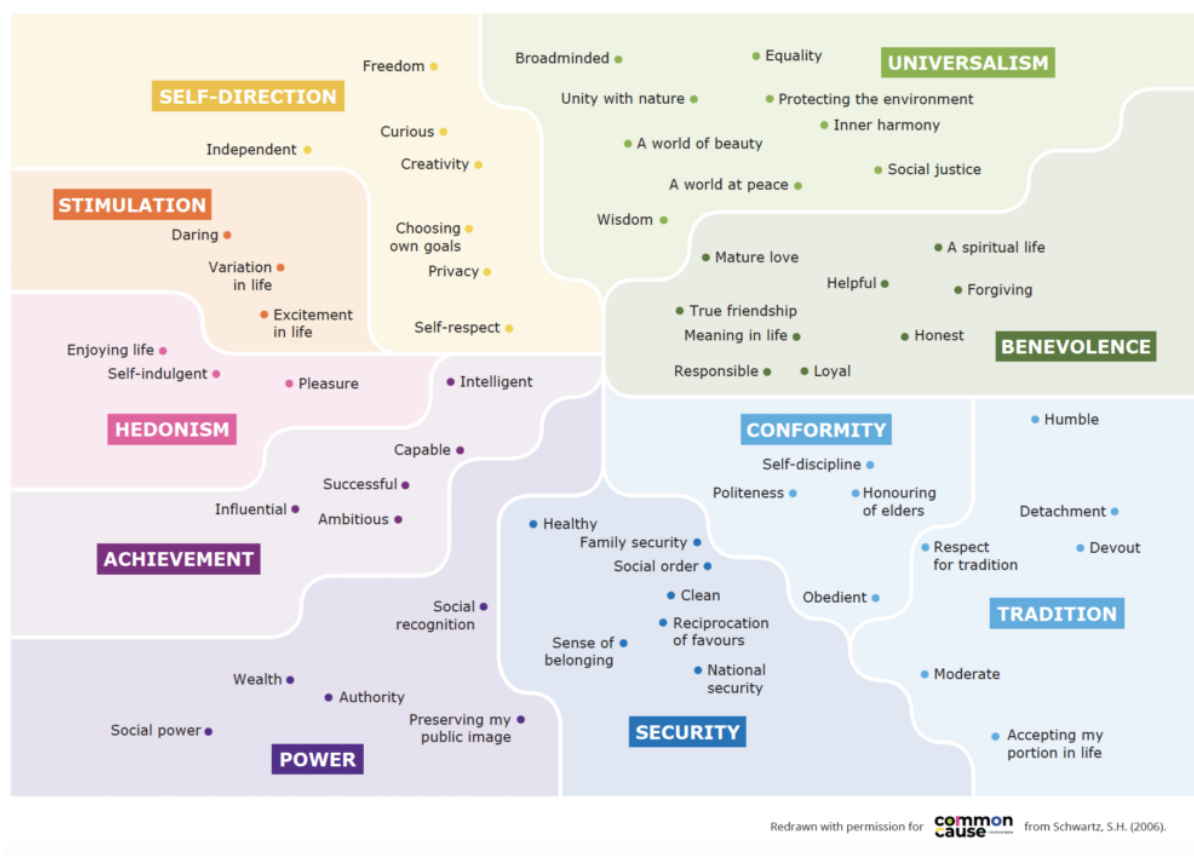 SELF-DIRECTION
Freedom
Curious
Independent
Creativity
Choosing
own goals
Privacy
Self-respect
UNIVERSALISM
Broadminded
Equality
Unity with nature
Protecting the environment
Inner harmony
A world of beauty
Social justice
A world at peace
Wisdom
STIMULATION
Daring
Variation
in life
Excitement
in life
BENEVOLENCE
A spiritual life
Mature love
Helpful
Forgiving
True friendship
Meaning in life
Honest
Responsible
Loyal
HEDONISM
Enjoying life
Self-indulgent
Pleasure
ACHIEVEMENT
Intelligent
Capable
Successful
Influential
Ambitious
CONFORMITY
Self-discipline
Politeness
Honouring
of elders
Obedient
TRADITION
Humble
Detachment
Respect
for tradition
Devout
Moderate
Accepting my
portion in life
SECURITY
Healthy
Family security
Social order
Clean
Reciprocation
of favours
Sense of
belonging
National
security
POWER
Social
recognition
Wealth
Authority
Preserving my
public image
Social power
Redrawn with permission for common cause from Schwartz, S.H. (2006).